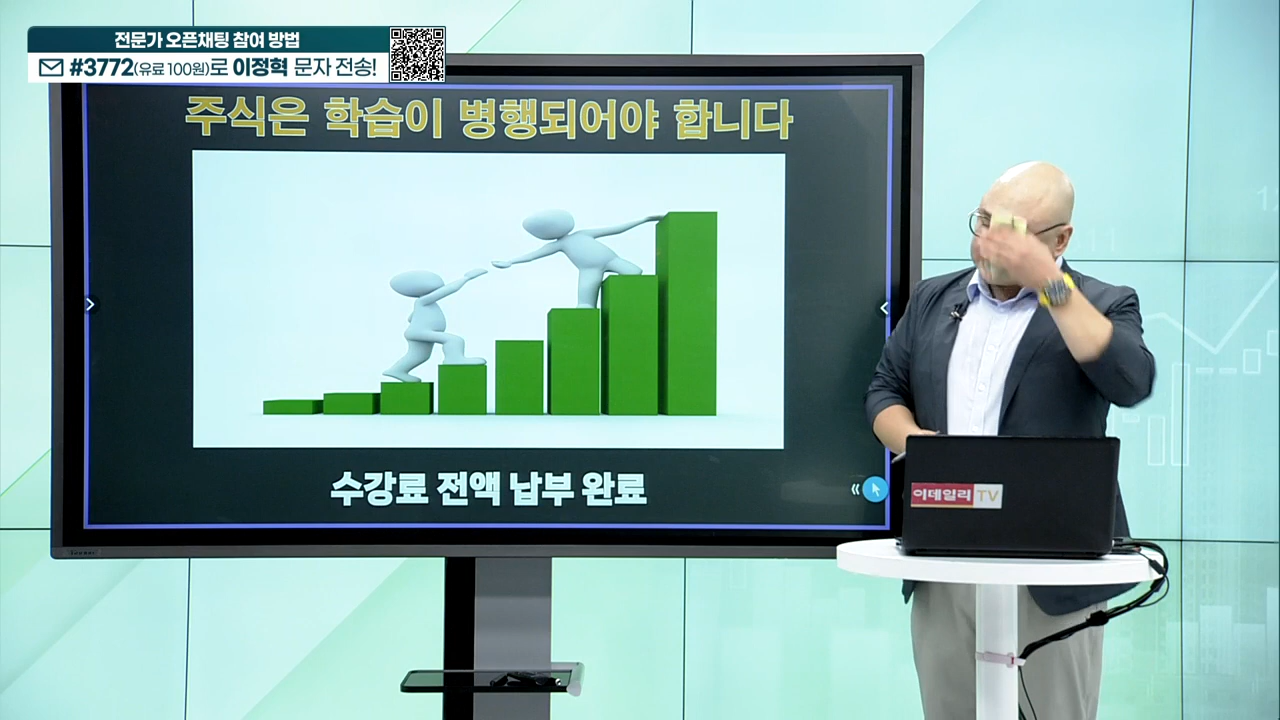 전문가 오픈채팅 참여 방법
#3772(유료 100원)로 이정혁 문자 전송!
주식은 학습이 병행되어야 합니다
수강료 전액 납부 완료
이데일리 TV